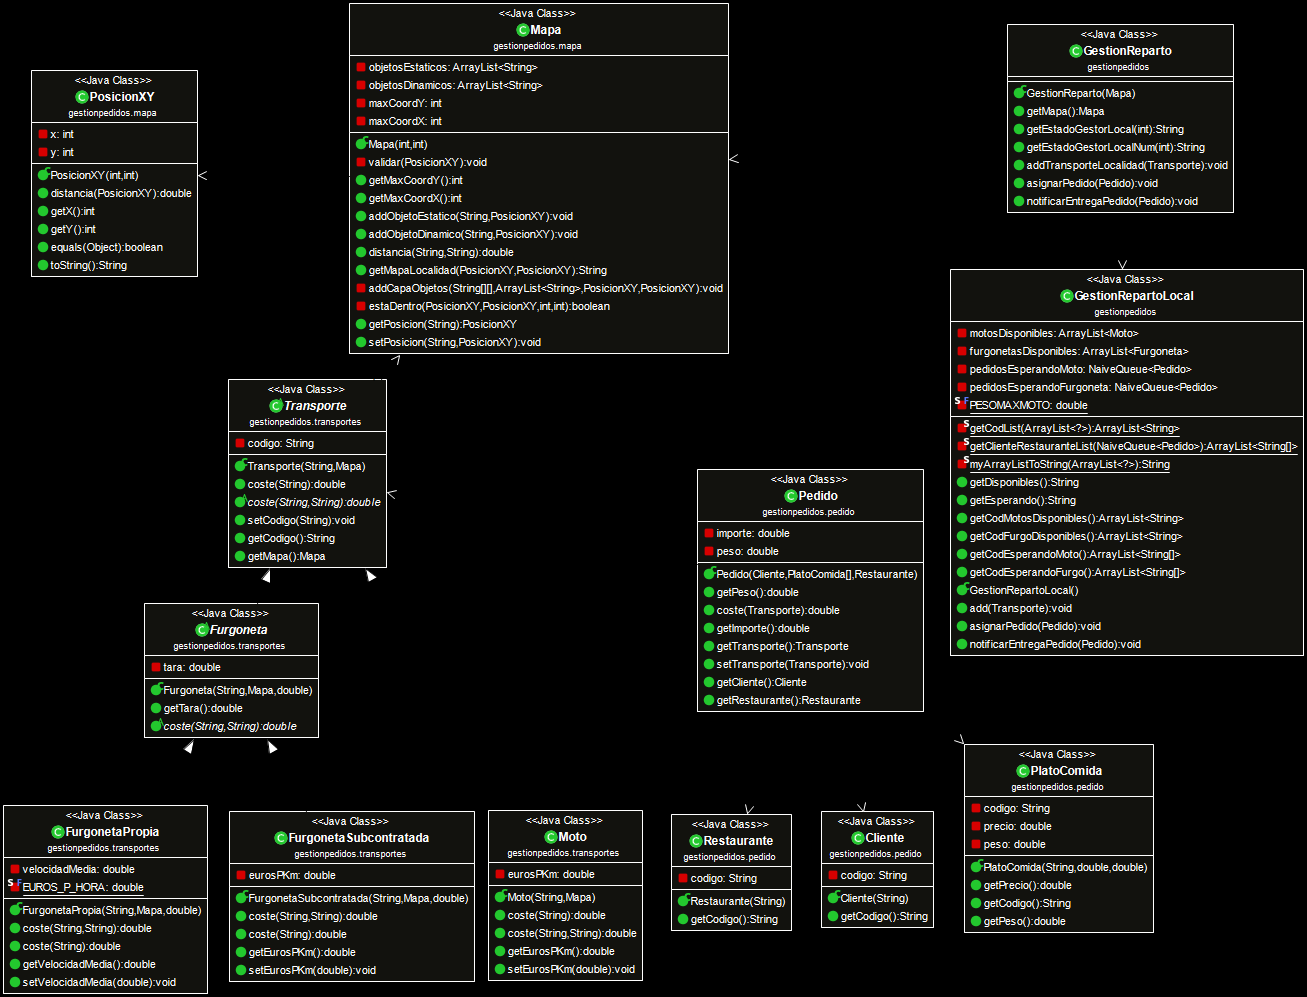 <<Java Class>>
PosicionXY
gestionpedidos.mapa
x: int
y: int
PosicionXY(int,int)
distancia(PosicionXY):double
getX():int
getY():int
equals(Object):boolean
toString():String
<<Java Class>>
Mapa
gestionpedidos.mapa
objetosEstaticos: ArrayList<String>
objetosDinamicos: ArrayList<String>
maxCoordY: int
maxCoordX: int
Mapa(int,int)
validar(PosicionXY):void
getMaxCoordY():int
getMaxCoordX():int
addObjetoEstatico(String,PosicionXY):void
addObjetoDinamico(String,PosicionXY):void
distancia(String,String):double
getMapaLocalidad(PosicionXY,PosicionXY):String
addCapaObjetos(String[][],ArrayList<String>,PosicionXY,PosicionXY):void
estaDentro(PosicionXY,PosicionXY,int,int):boolean
getPosicion(String):PosicionXY
setPosicion(String,PosicionXY):void
<<Java Class>>
GestionReparto
gestionpedidos
GestionReparto(Mapa)
getMapa():Mapa
getEstadoGestorLocal(int):String
getEstadoGestorLocalNum(int):String
addTransporteLocalidad(Transporte):void
asignarPedido(Pedido):void
notificarEntregaPedido(Pedido):void
<<Java Class>>
GestionRepartoLocal
gestionpedidos
motosDisponibles: ArrayList<Moto>
furgonetasDisponibles: ArrayList<Furgoneta>
pedidosEsperandoMoto: NaiveQueue<Pedido>
pedidosEsperandoFurgoneta: NaiveQueue<Pedido>
S F PESOMAXMOTO: double
S getCodList(ArrayList<?>):ArrayList<String>
S getClienteRestauranteList(NaiveQueue<Pedido>):ArrayList<String[]>
S myArrayListToString(ArrayList<?>):String
getDisponibles():String
getEsperando():String
getCodMotosDisponibles():ArrayList<String>
getCodFurgoDisponibles():ArrayList<String>
getCodEsperandoMoto():ArrayList<String[]>
getCodEsperandoFurgo():ArrayList<String[]>
GestionRepartoLocal()
add(Transporte):void
asignarPedido(Pedido):void
notificarEntregaPedido(Pedido):void
<<Java Class>>
Transporte
gestionpedidos.transportes
codigo: String
Transporte(String,Mapa)
coste(String):double
coste(String,String):double
setCodigo(String):void
getCodigo():String
getMapa():Mapa
<<Java Class>>
Pedido
gestionpedidos.pedido
importe: double
peso: double
Pedido(Cliente,PlatoComida[],Restaurante)
getPeso():double
coste(Transporte):double
getImporte():double
getTransporte():Transporte
setTransporte(Transporte):void
getCliente():Cliente
getRestaurante():Restaurante
<<Java Class>>
Furgoneta
gestionpedidos.transportes
tara: double
Furgoneta(String,Mapa,double)
getTara():double
coste(String,String):double
<<Java Class>>
FurgonetaPropia
gestionpedidos.transportes
velocidadMedia: double
S F EUROS_P_HORA: double
FurgonetaPropia(String,Mapa,double)
coste(String,String):double
coste(String):double
getVelocidadMedia():double
setVelocidadMedia(double):void
<<Java Class>>
FurgonetaSubcontratada
gestionpedidos.transportes
eurosPKm: double
FurgonetaSubcontratada(String,Mapa,double)
coste(String,String):double
coste(String):double
getEurosPKm():double
setEurosPKm(double):void
<<Java Class>>
Moto
gestionpedidos.transportes
eurosPKm: double
Moto(String,Mapa)
coste(String):double
coste(String,String):double
getEurosPKm():double
setEurosPKm(double):void
<<Java Class>>
Restaurante
gestionpedidos.pedido
codigo: String
Restaurante(String)
getCodigo():String
<<Java Class>>
Cliente
gestionpedidos.pedido
codigo: String
Cliente(String)
getCodigo():String
<<Java Class>>
PlatoComida
gestionpedidos.pedido
codigo: String
precio: double
peso: double
PlatoComida(String,double,double)
getPrecio():double
getCodigo():String
getPeso():double